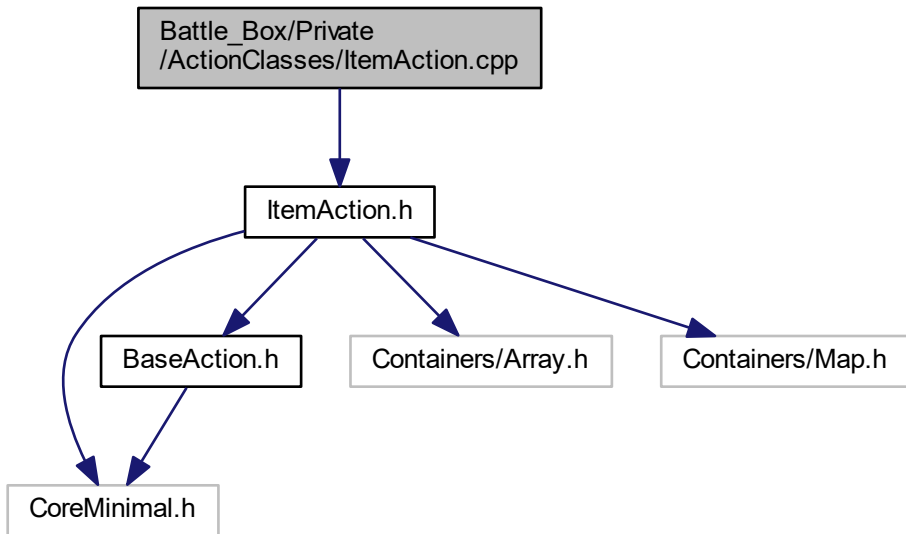 Battle_Box/Private
/ActionClasses/ItemAction.cpp
ItemAction.h
BaseAction.h
Containers/Array.h
Containers/Map.h
CoreMinimal.h